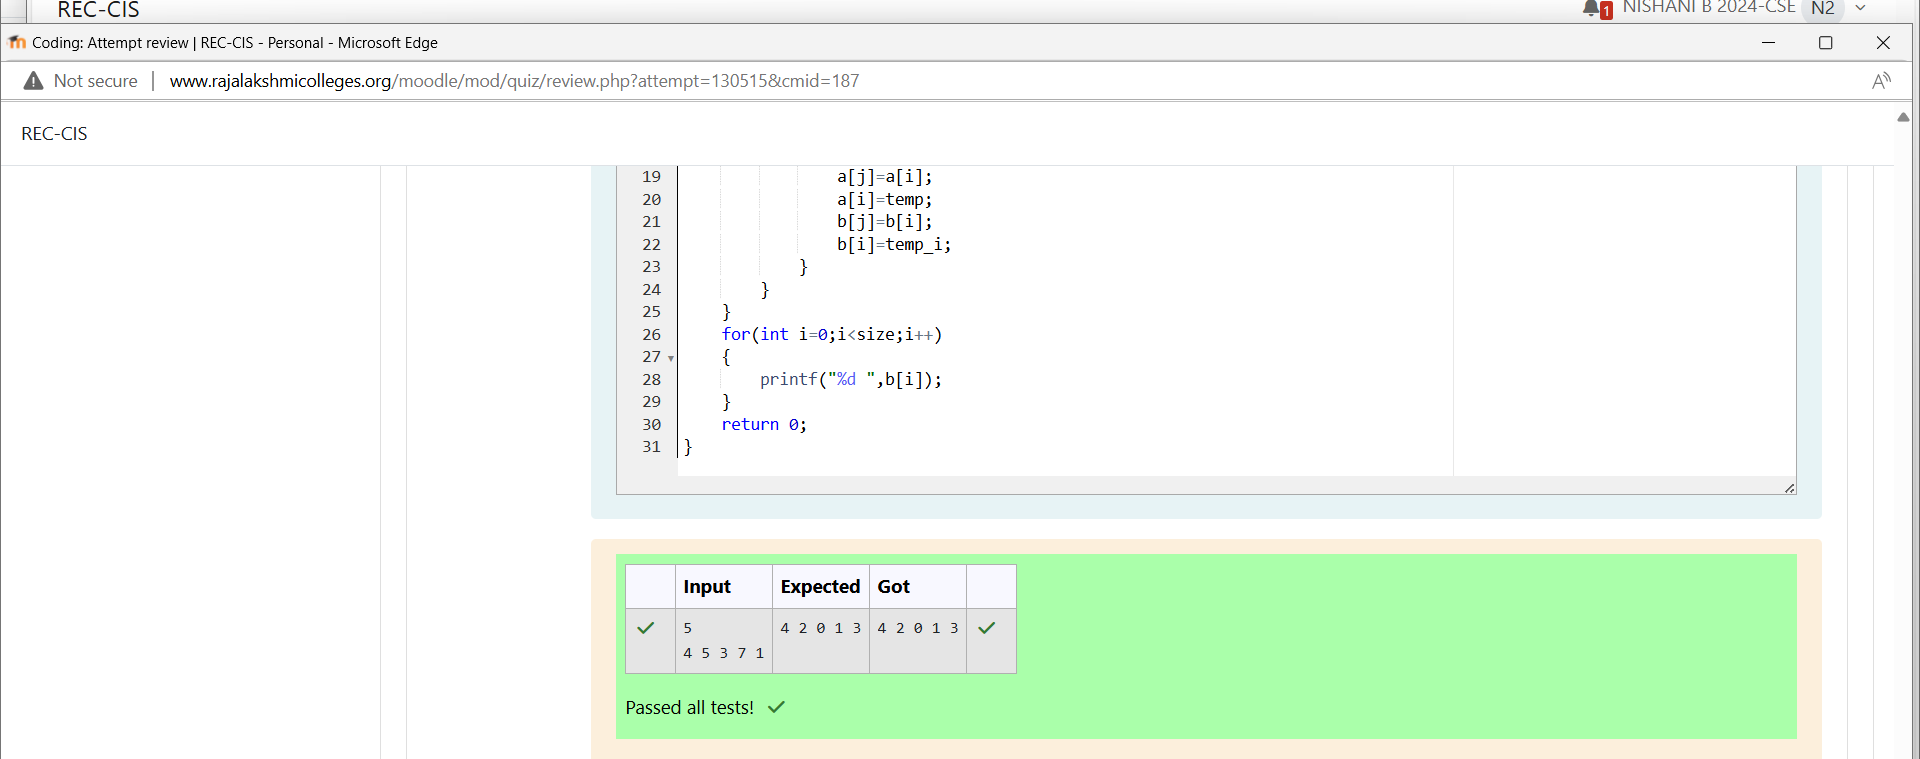 REC-CIS
1 NISHANI B 2024-CSE N2
Coding: Attempt review | REC-CIS - Personal - Microsoft Edge
Not secure | www.rajalakshmicolleges.org/moodle/mod/quiz/review.php?attempt=130515&cmid=187
REC-CIS
19 a[j]=a[i];
20 a[i]=temp;
21 b[j]=b[i];
22 b[i]=temp_i;
23 }
24 }
25 }
26 for(int i=0;i<size;i++)
27 {
28 printf("%d ",b[i]);
29 }
30 return 0;
31 }
Input Expected Got
5 4 2 0 1 3 4 2 0 1 3
4 5 3 7 1
Passed all tests!